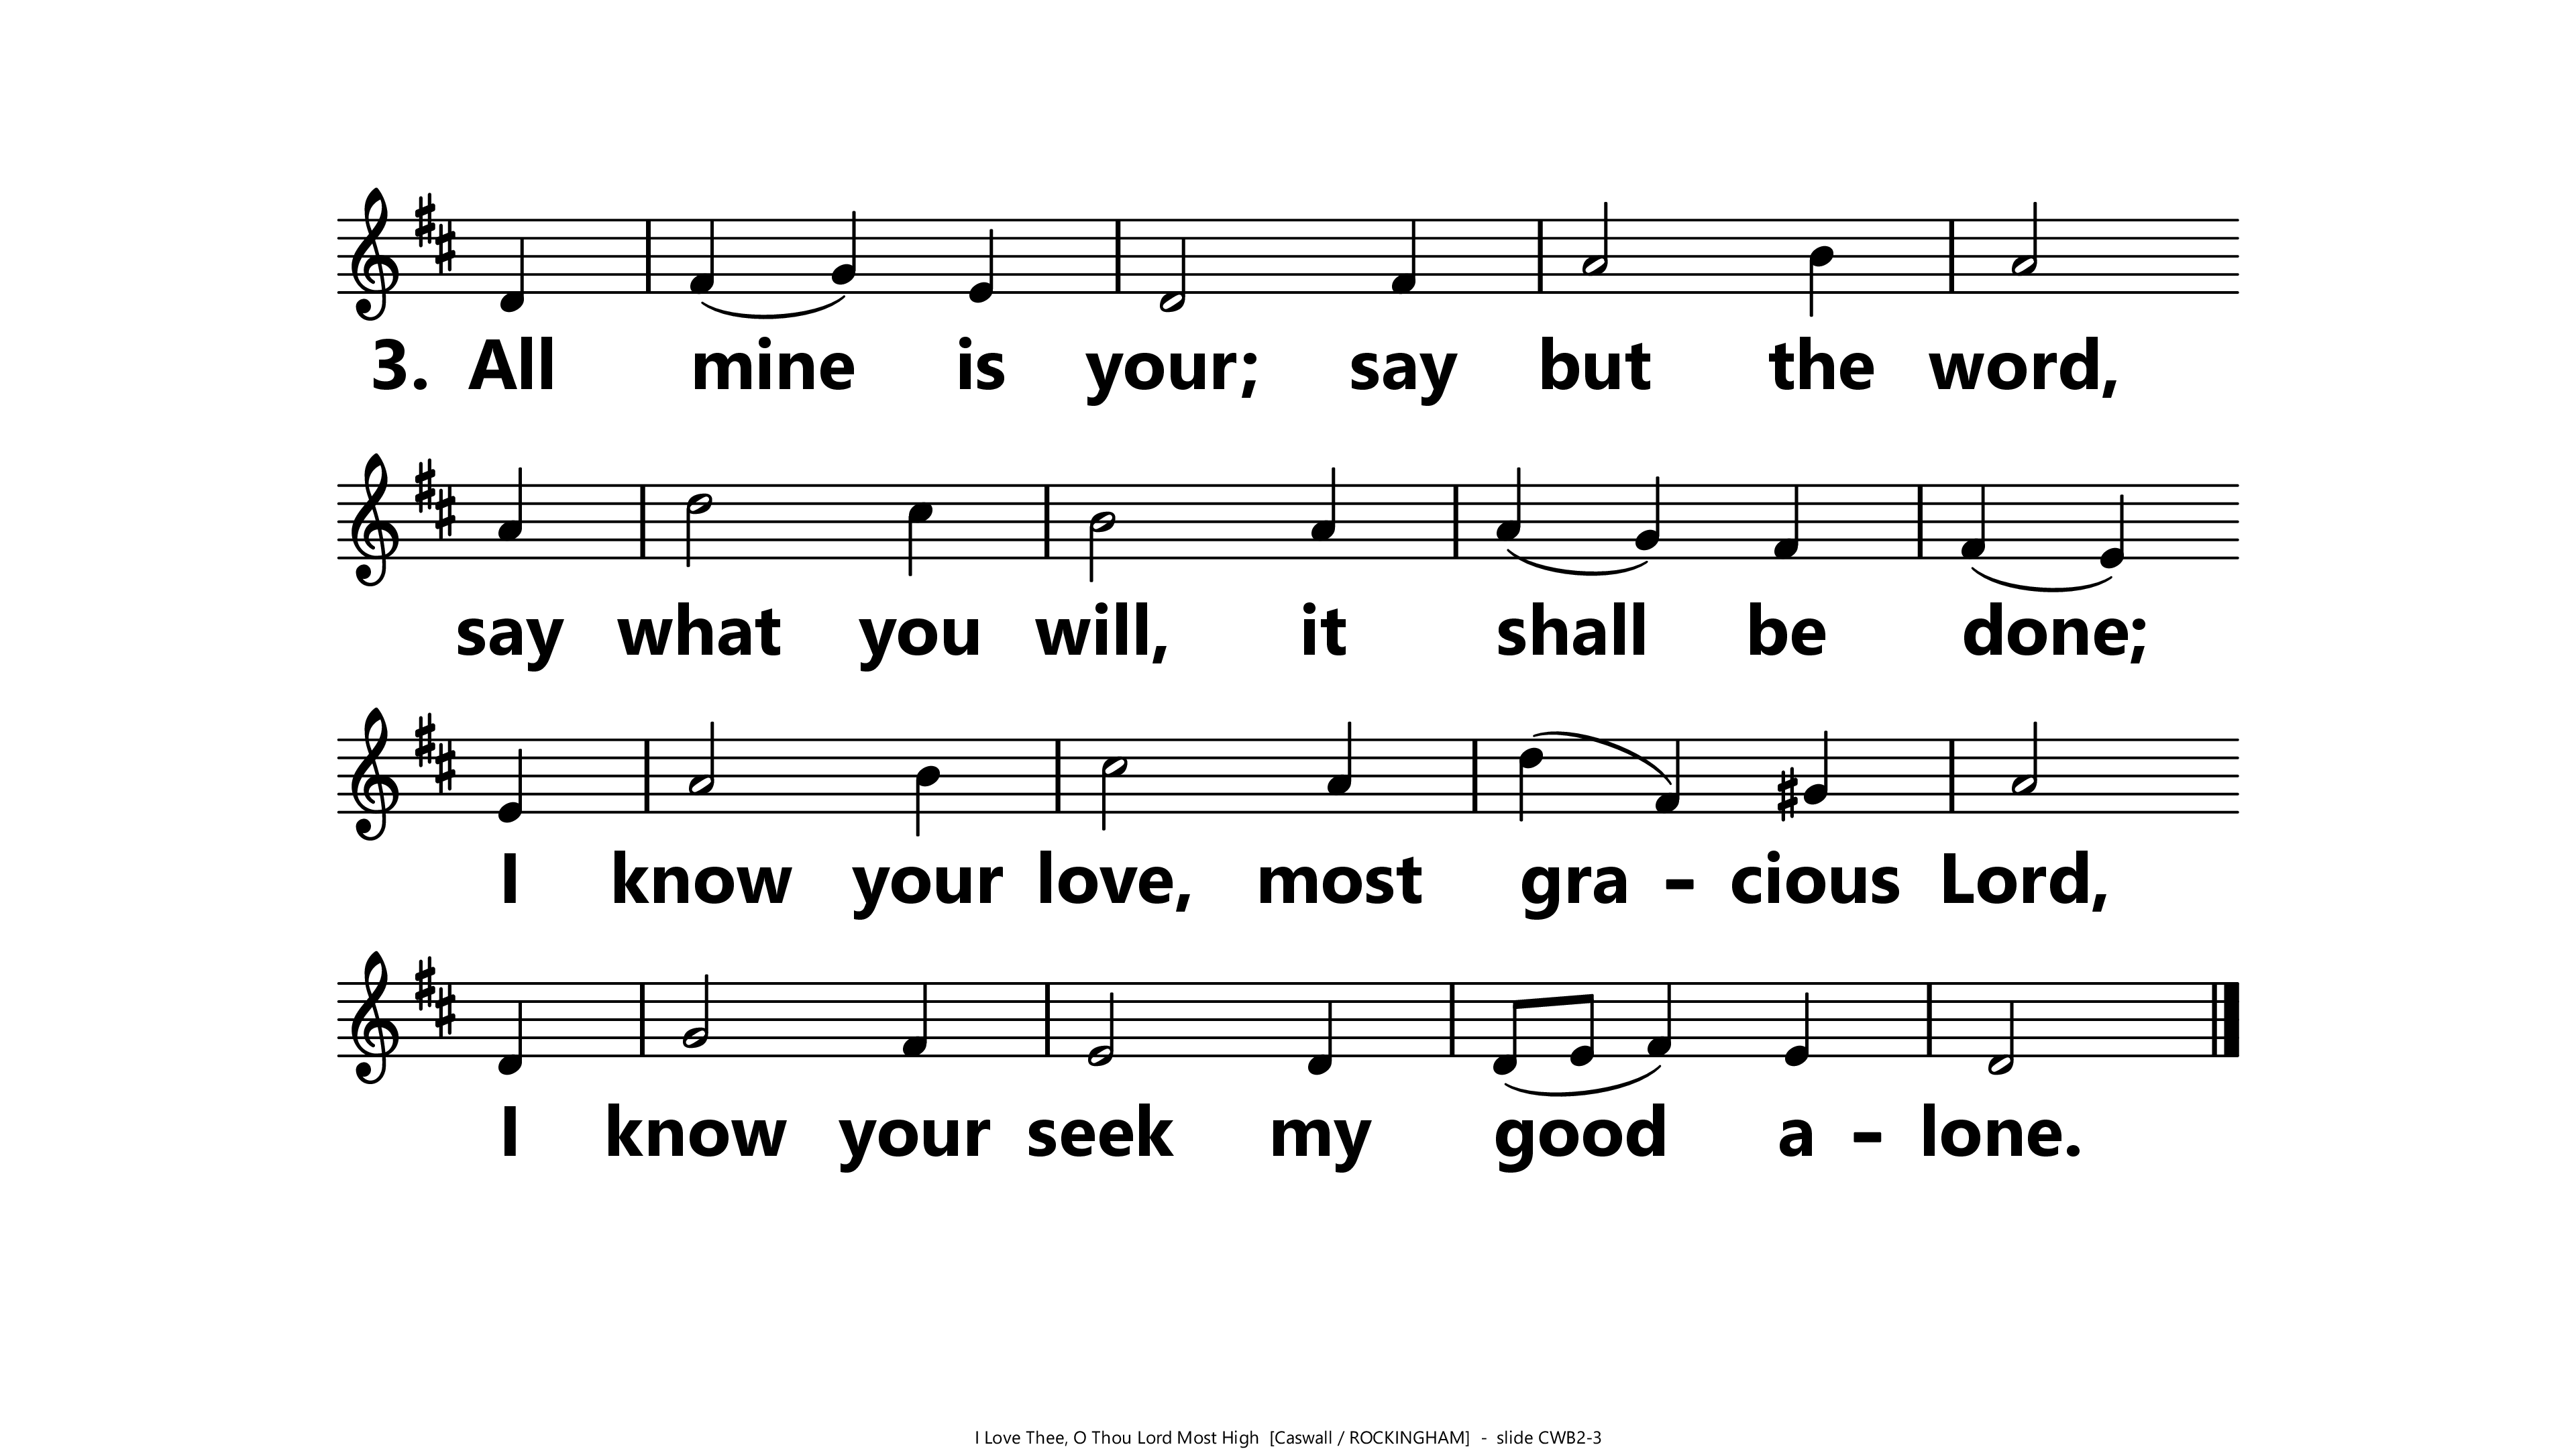 3. All mine is your; say but the word,
say what you will, it shall be done;
I know your love, most gra - cious Lord,
I know your seek my good a - lone.
I Love Thee, O Thou Lord Most High [Caswall / ROCKINGHAM] - slide CWB2-3